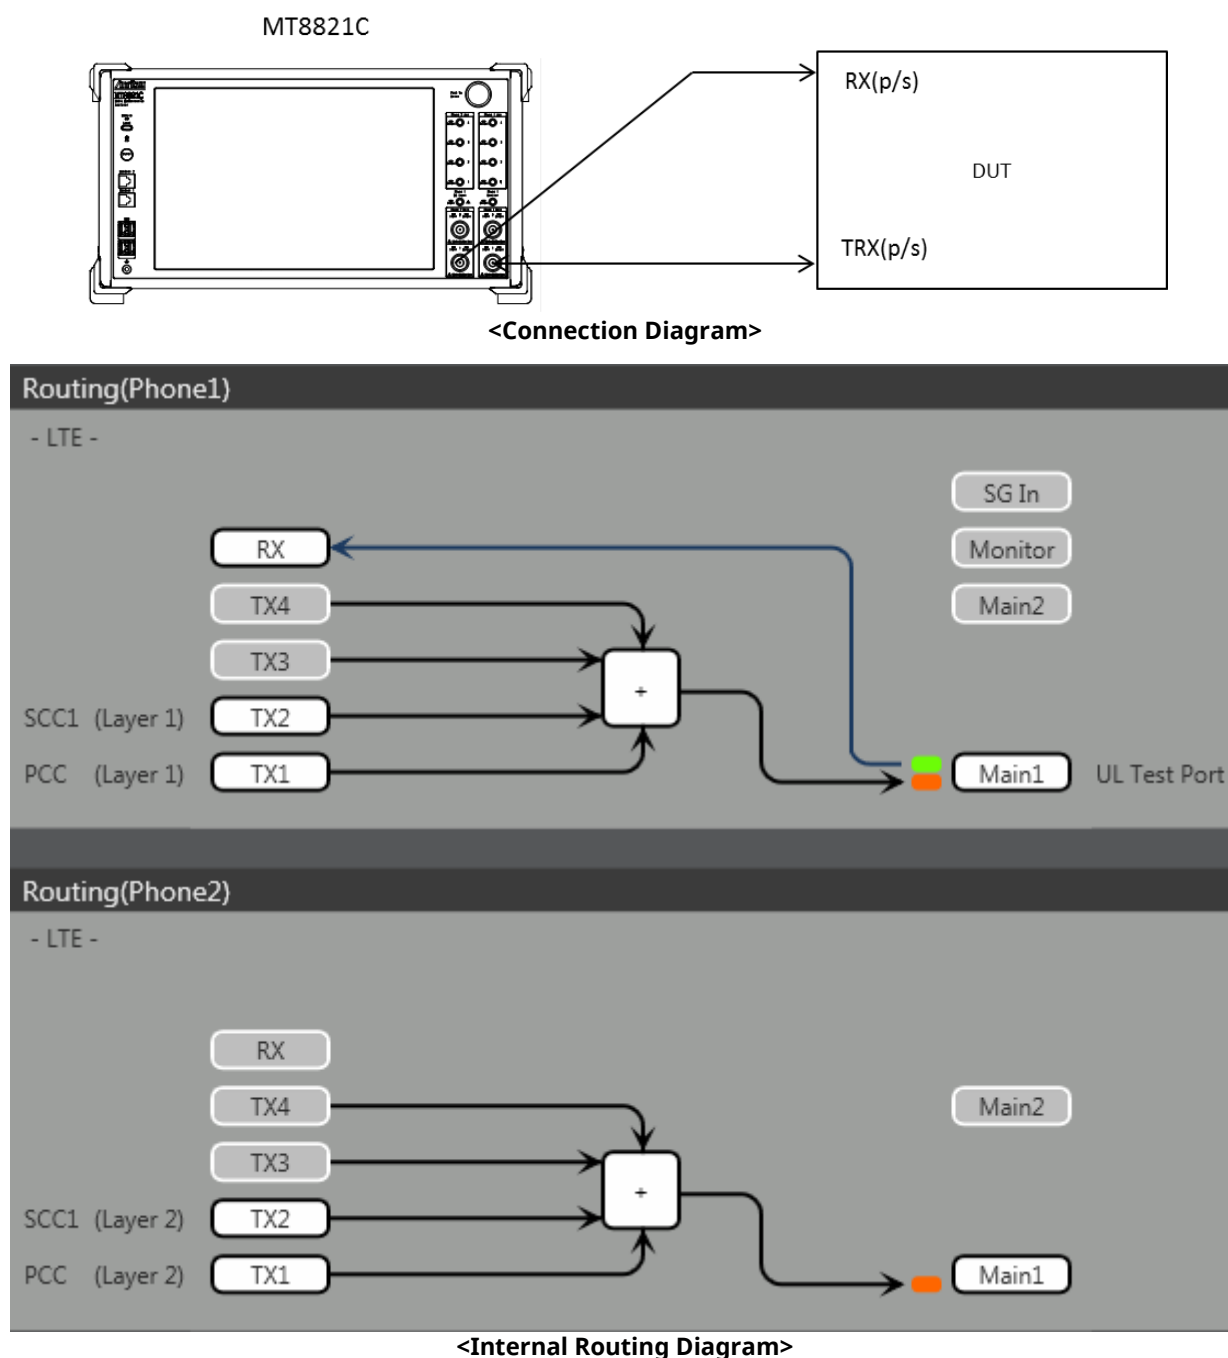 MT8821C
RX(p/s)
DUT
TRX(p/s)
<Connection Diagram>
Routing(Phone1)
- LTE -
SG In
RX
Monitor
TX4
Main2
TX3
+
SCC1 (Layer 1) TX2
PCC (Layer 1) TX1
Main1 UL Test Port
Routing(Phone2)
- LTE -
RX
TX4
Main2
TX3
+
SCC1 (Layer 2) TX2
PCC (Layer 2) TX1
Main1
<Internal Routing Diagram>